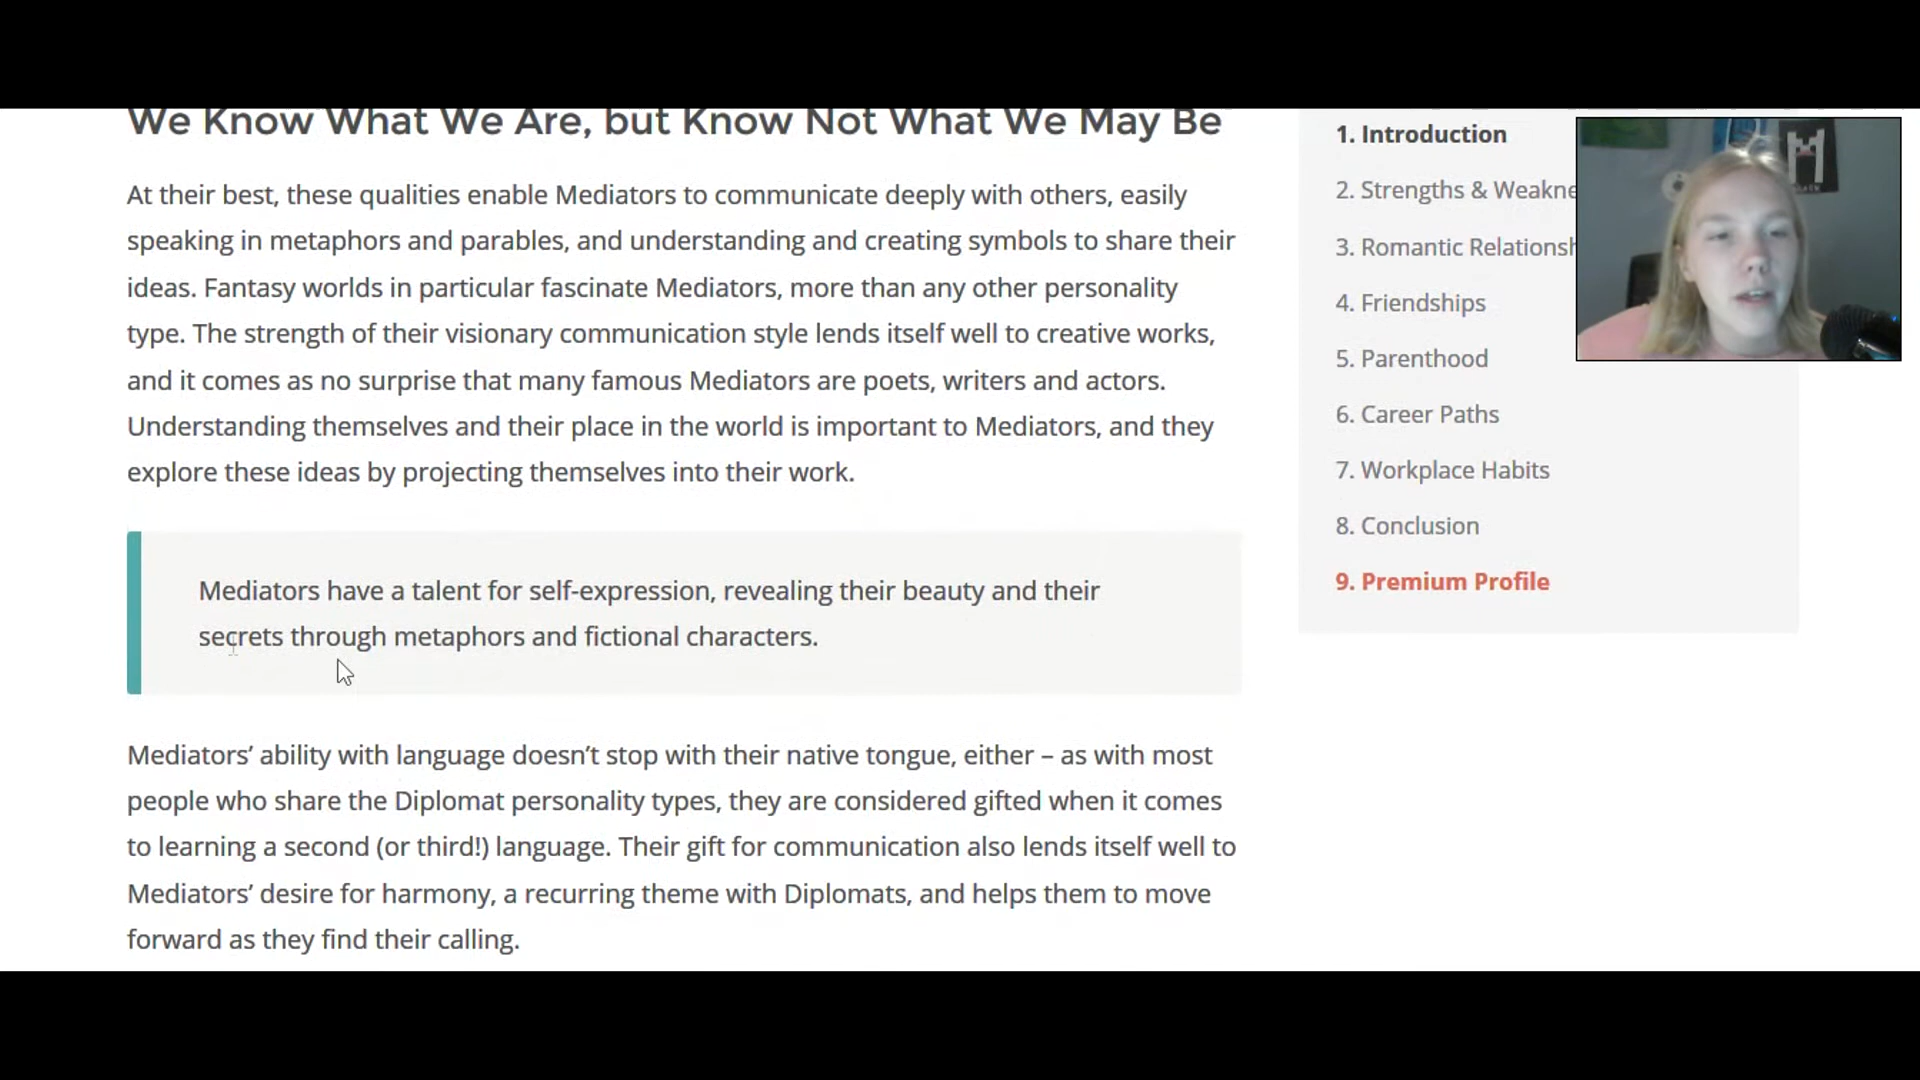 We Know What We Are, but Know Not What We May Be
At their best, these qualities enable Mediators to communicate deeply with others, easily
speaking in metaphors and parables, and understanding and creating symbols to share their
ideas. Fantasy worlds in particular fascinate Mediators, more than any other personality
type. The strength of their visionary communication style lends itself well to creative works,
and it comes as no surprise that many famous Mediators are poets, writers and actors.
Understanding themselves and their place in the world is important to Mediators, and they
explore these ideas by projecting themselves into their work.
Mediators have a talent for self-expression, revealing their beauty and their
secrets through metaphors and fictional characters.
Mediators’ ability with language doesn’t stop with their native tongue, either – as with most
people who share the Diplomat personality types, they are considered gifted when it comes
to learning a second (or third!) language. Their gift for communication also lends itself well to
Mediators’ desire for harmony, a recurring theme with Diplomats, and helps them to move
forward as they find their calling.
1. Introduction
2. Strengths & Weakne
3. Romantic Relationsh
4. Friendships
5. Parenthood
6. Career Paths
7. Workplace Habits
8. Conclusion
9. Premium Profile